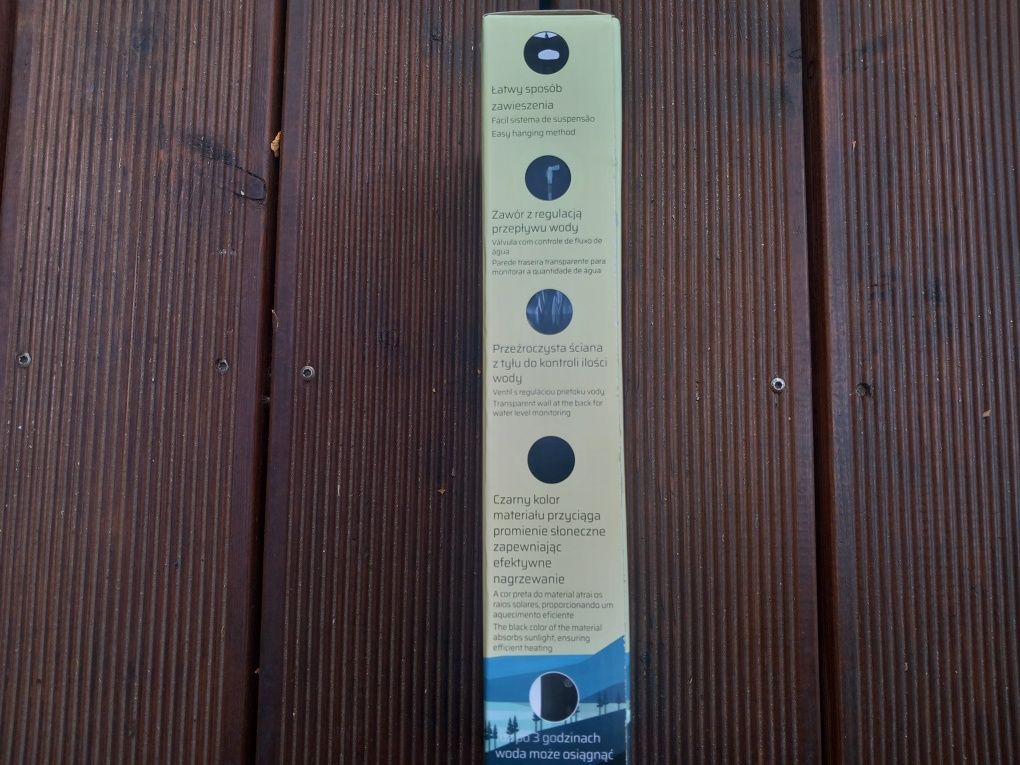 Łatwy sposób
zawieszenia
Fácil sistema de suspensão
Easy hanging method
Zawór z regulacją
przepływu wody
Válvula com controle de fluxo de
água
Parede traseira transparente para
monitorar a quantidade de água
Przeźroczysta ściana
z tyłu do kontroli ilości
wody
Ventil s reguláciou prietoku vody
Transparent wall at the back for
water level monitoring
Czarny kolor
materiału przyciąga
promienie słoneczne
zapewniając
efektywne
nagrzewanie
A cor preta do material atrai os
raios solares, proporcionando um
aquecimento eficiente
The black color of the material
absorbs sunlight, ensuring
efficient heating
3 godzinach
woda może osiągnąć